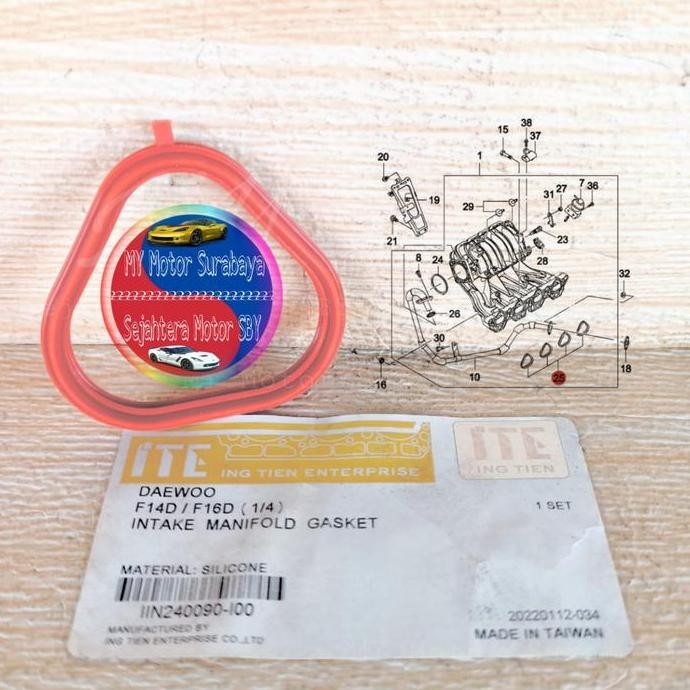 38
15
37
20
1
7
27
31
36
29
19
23
21
8
24
28
32
26
30
16
10
25
18
MY Motor Surabaya
Sejahtera Motor SBY
ITE
ING TIEN ENTERPRISE
ING TIEN
DAEWOO
F14D / F16D ( 1/4 )
1 SET
INTAKE MANIFOLD GASKET
MATERIAL: SILICONE
IIN240090-I00
20220112-034
MANUFACTURED BY
ING TIEN ENTERPRISE CO.,LTD
MADE IN TAIWAN